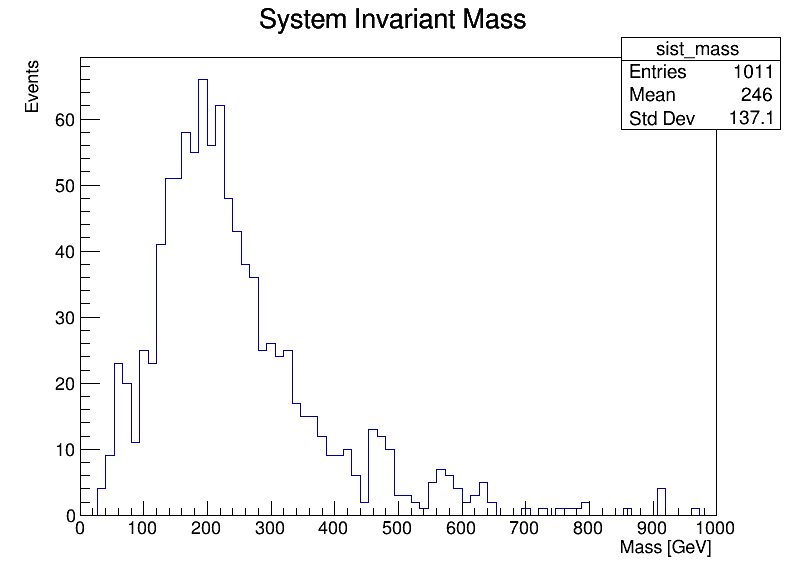 System Invariant Mass
sist_mass
Entries 1011
Mean 246
Std Dev 137.1
Events
60
50
40
30
20
10
0
0 100 200 300 400 500 600 700 800 900 1000
Mass [GeV]